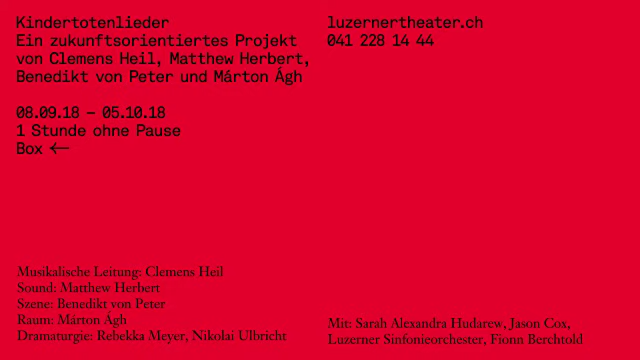 Kindertotenlieder
Ein zukunftsorientiertes Projekt
von Clemens Heil, Matthew Herbert,
Benedikt von Peter und Márton Ágh
08.09.18 – 05.10.18
1 Stunde ohne Pause
Box ←
luzernertheater.ch
041 228 14 44
Musikalische Leitung: Clemens Heil
Sound: Matthew Herbert
Szene: Benedikt von Peter
Raum: Márton Ágh
Dramaturgie: Rebekka Meyer, Nikolai Ulbricht
Mit: Sarah Alexandra Hudarew, Jason Cox,
Luzerner Sinfonieorchester, Fionn Berchtold